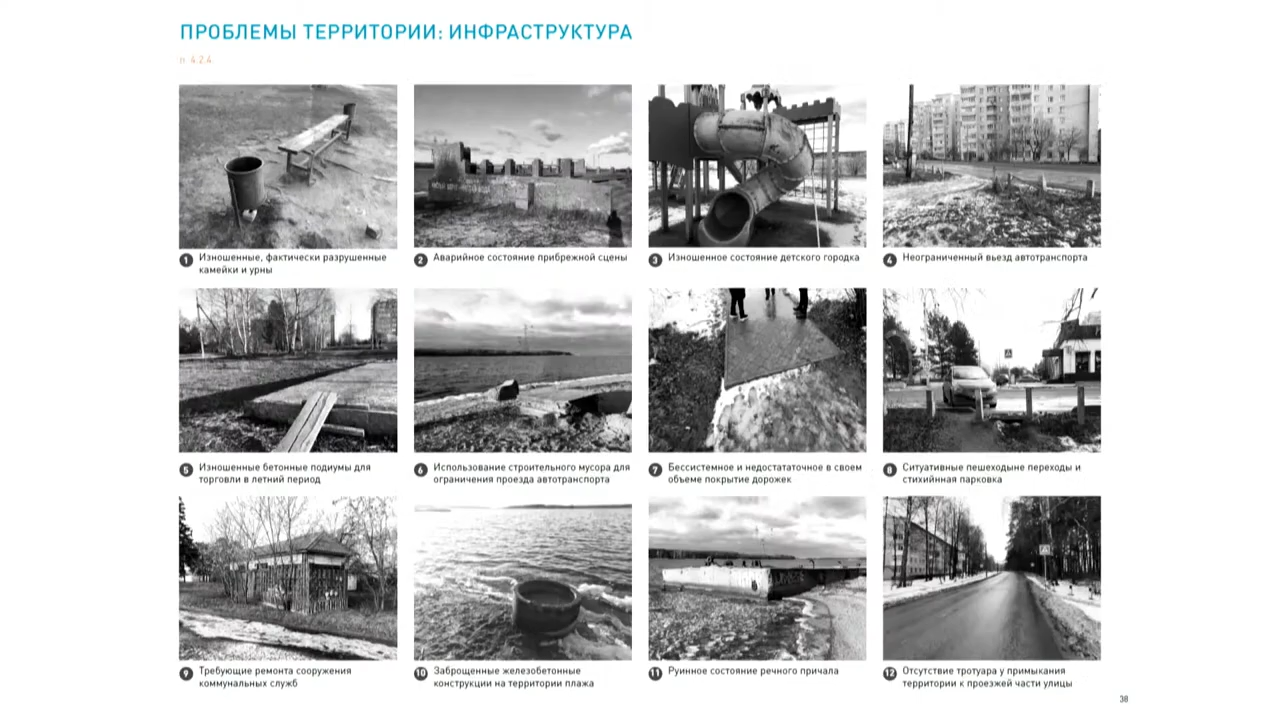 ПРОБЛЕМЫ ТЕРРИТОРИИ: ИНФРАСТРУКТУРА
п. 4.2.4.
1 Изношенные, фактически разрушенные
камейки и урны
2 Аварийное состояние прибрежной сцены
3 Изношенное состояние детского городка
4 Неограниченный въезд автотранспорта
5 Изношенные бетонные подиумы для
торговли в летний период
6 Использование строительного мусора для
ограничения проезда автотранспорта
7 Бессистемное и недостататочное в своем
объеме покрытие дорожек
8 Ситуативные пешеходыне переходы и
стихийнная парковка
9 Требующие ремонта сооружения
коммунальных служб
10 Заброщенные железобетонные
конструкции на территории плажа
11 Руинное состояние речного причала
12 Отсутствие тротуара у примыкания
территории к проезжей части улицы
38